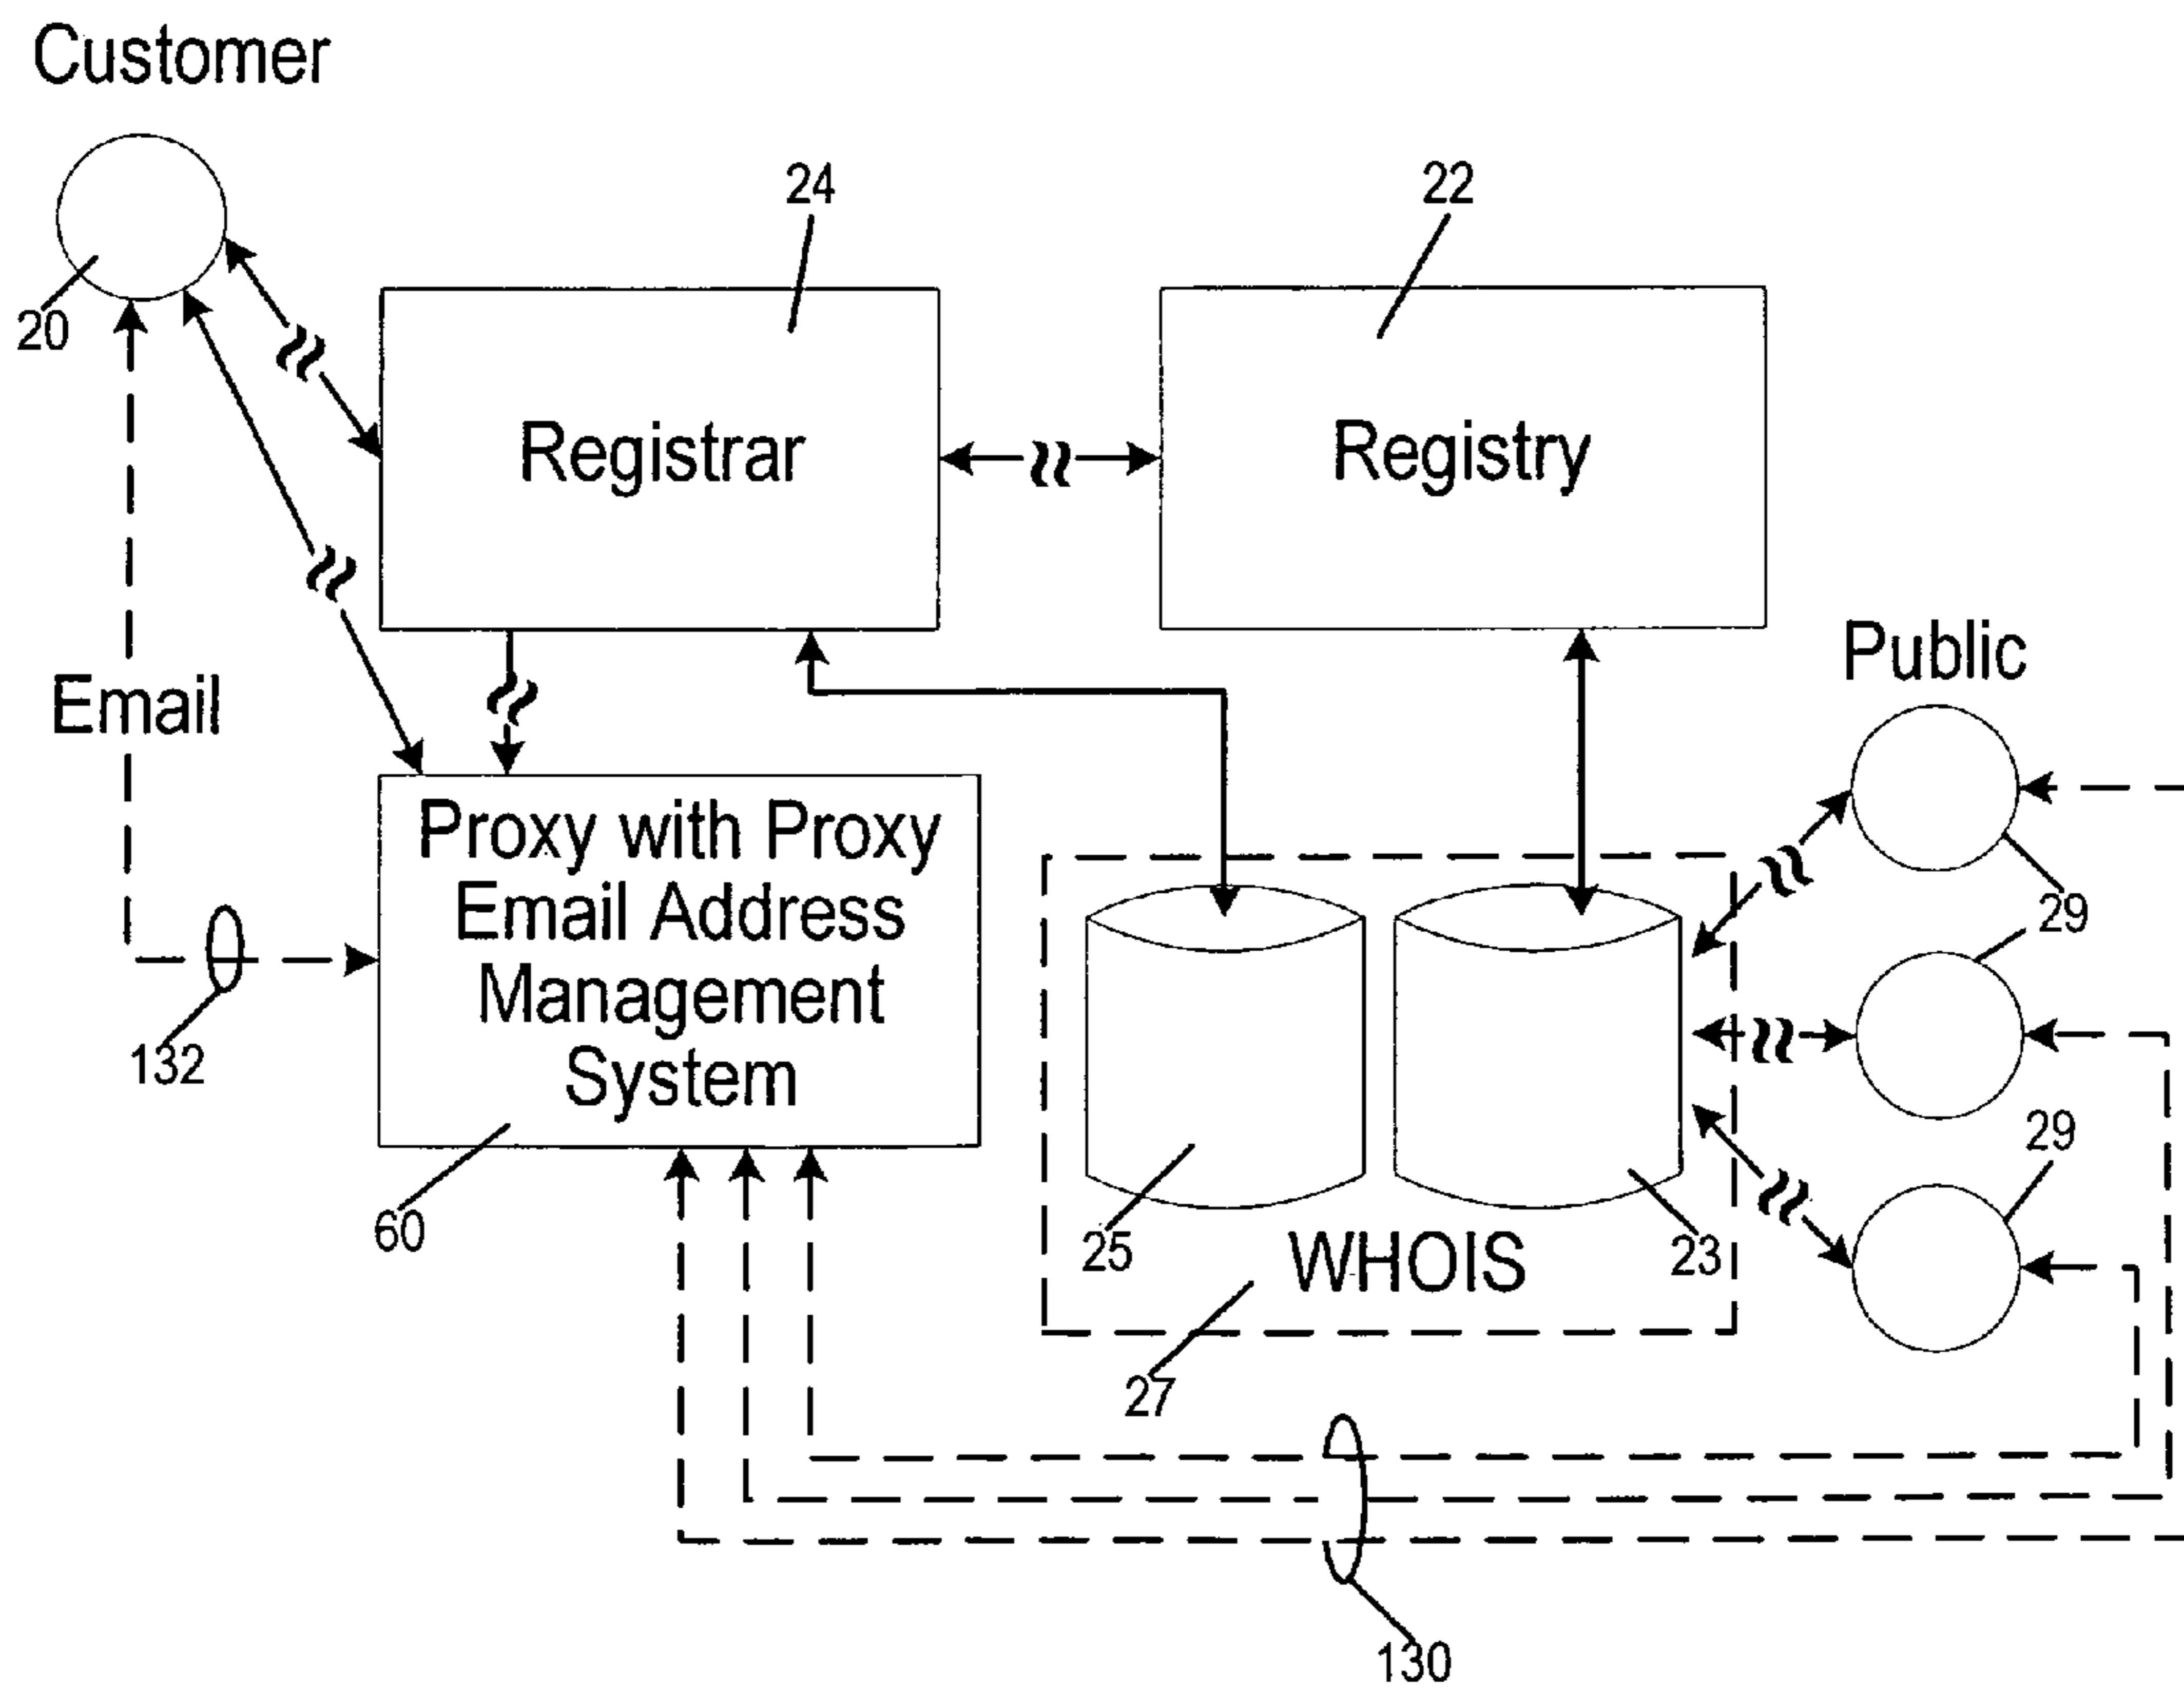 Customer
24
22
20
Registrar
Registry
Public
Email
Proxy with Proxy
Email Address
Management
System
29
132
29
60
25
WHOIS
23
27
130